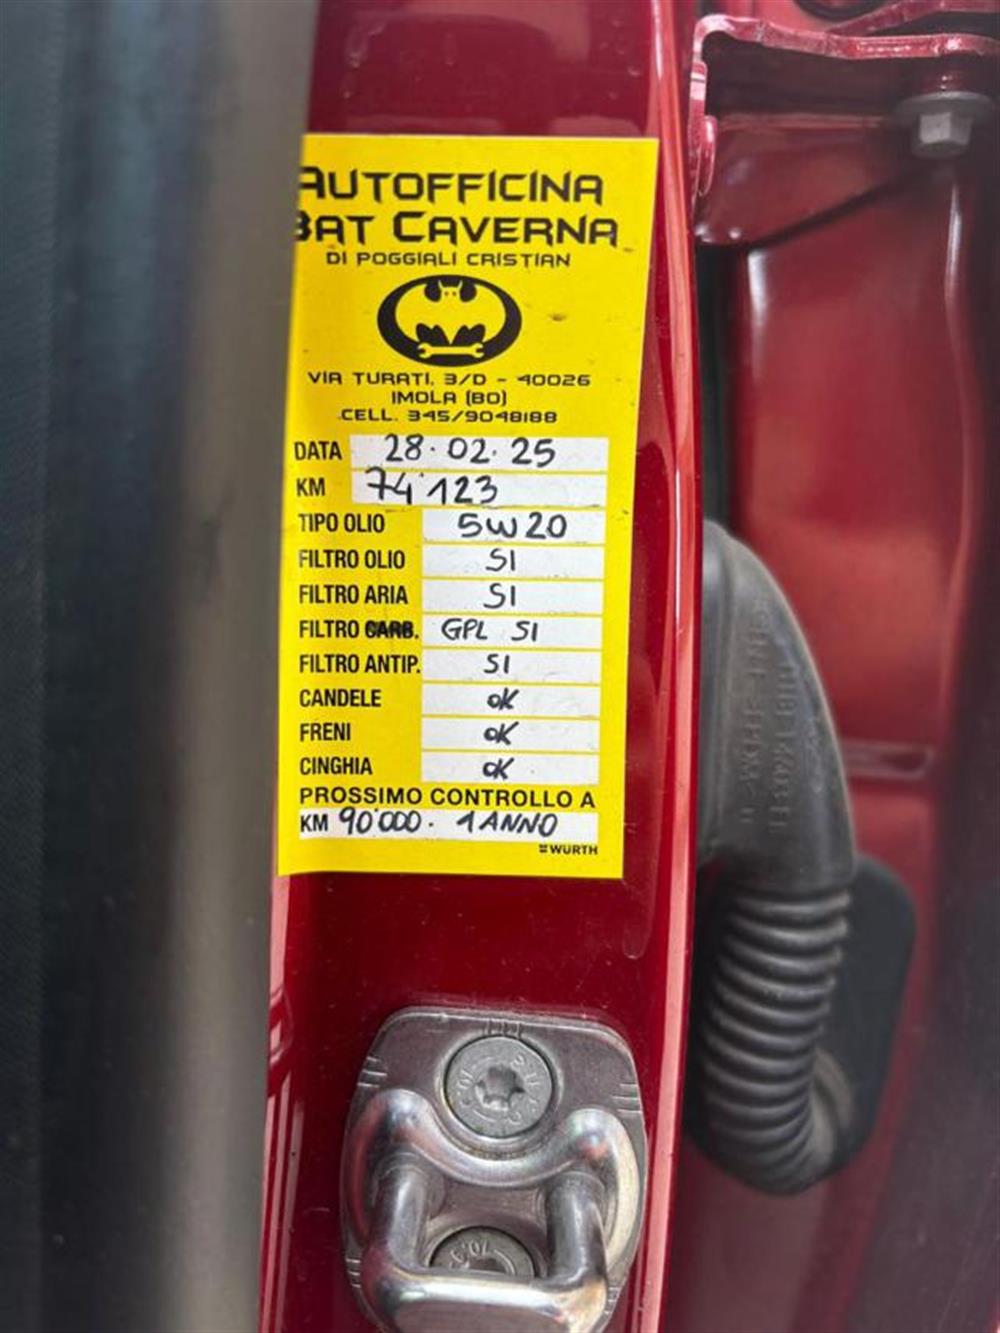 AUTOFFICINA
BAT CAVERNA
DI POGGIALI CRISTIAN
VIA TURATI, 3/D - 40026
IMOLA (BO)
CELL. 345/9048188
DATA 28.02.25
KM 74'123
TIPO OLIO 5W20
FILTRO OLIO SI
FILTRO ARIA SI
FILTRO CARB. GPL SI
FILTRO ANTIP. SI
CANDELE OK
FRENI OK
CINGHIA OK
PROSSIMO CONTROLLO A
KM 90'000. 1 ANNO
WÜRTH